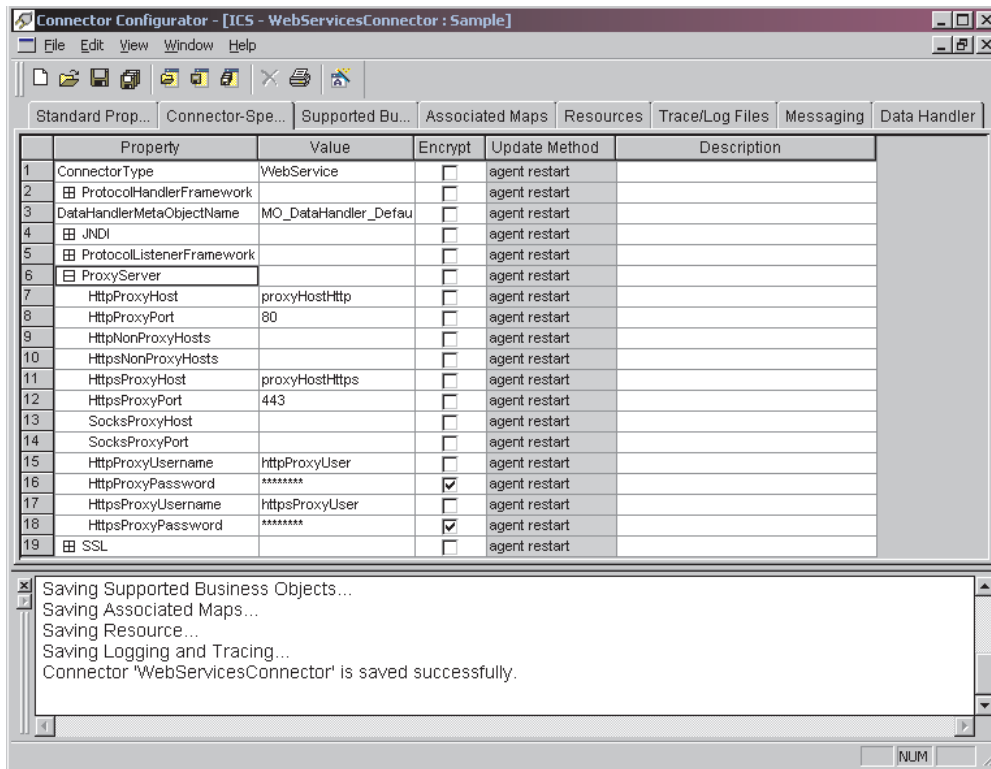 Connector Configurator - [ICS - WebServicesConnector : Sample]
File Edit View Window Help
Standard Prop... Connector-Spe... Supported Bu... Associated Maps Resources Trace/Log Files Messaging Data Handler
Property Value Encrypt Update Method Description
1 ConnectorType WebService agent restart
2 ProtocolHandlerFramework agent restart
3 DataHandlerMetaObjectName MO_DataHandler_Defau agent restart
4 JNDI agent restart
5 ProtocolListenerFramework agent restart
6 ProxyServer agent restart
7 HttpProxyHost proxyHostHttp agent restart
8 HttpProxyPort 80 agent restart
9 HttpNonProxyHosts agent restart
10 HttpsNonProxyHosts agent restart
11 HttpsProxyHost proxyHostHttps agent restart
12 HttpsProxyPort 443 agent restart
13 SocksProxyHost agent restart
14 SocksProxyPort agent restart
15 HttpProxyUsername httpProxyUser agent restart
16 HttpProxyPassword ******** agent restart
17 HttpsProxyUsername httpsProxyUser agent restart
18 HttpsProxyPassword ******** agent restart
19 SSL agent restart
Saving Supported Business Objects...
Saving Associated Maps...
Saving Resource...
Saving Logging and Tracing...
Connector 'WebServicesConnector' is saved successfully.
NUM